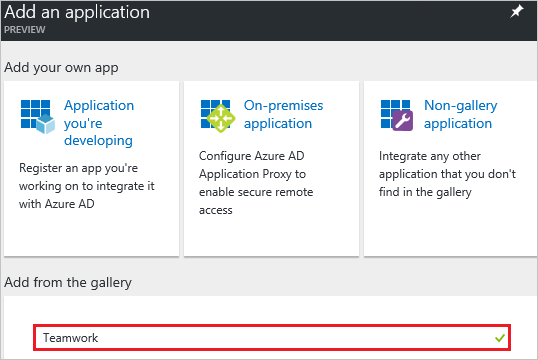 Add an application
PREVIEW
Add your own app
Application
you're
developing
Register an app you're
working on to integrate it
with Azure AD
On-premises
application
Configure Azure AD
Application Proxy to
enable secure remote
access
Non-gallery
application
Integrate any other
application that you don't
find in the gallery
Add from the gallery
Teamwork